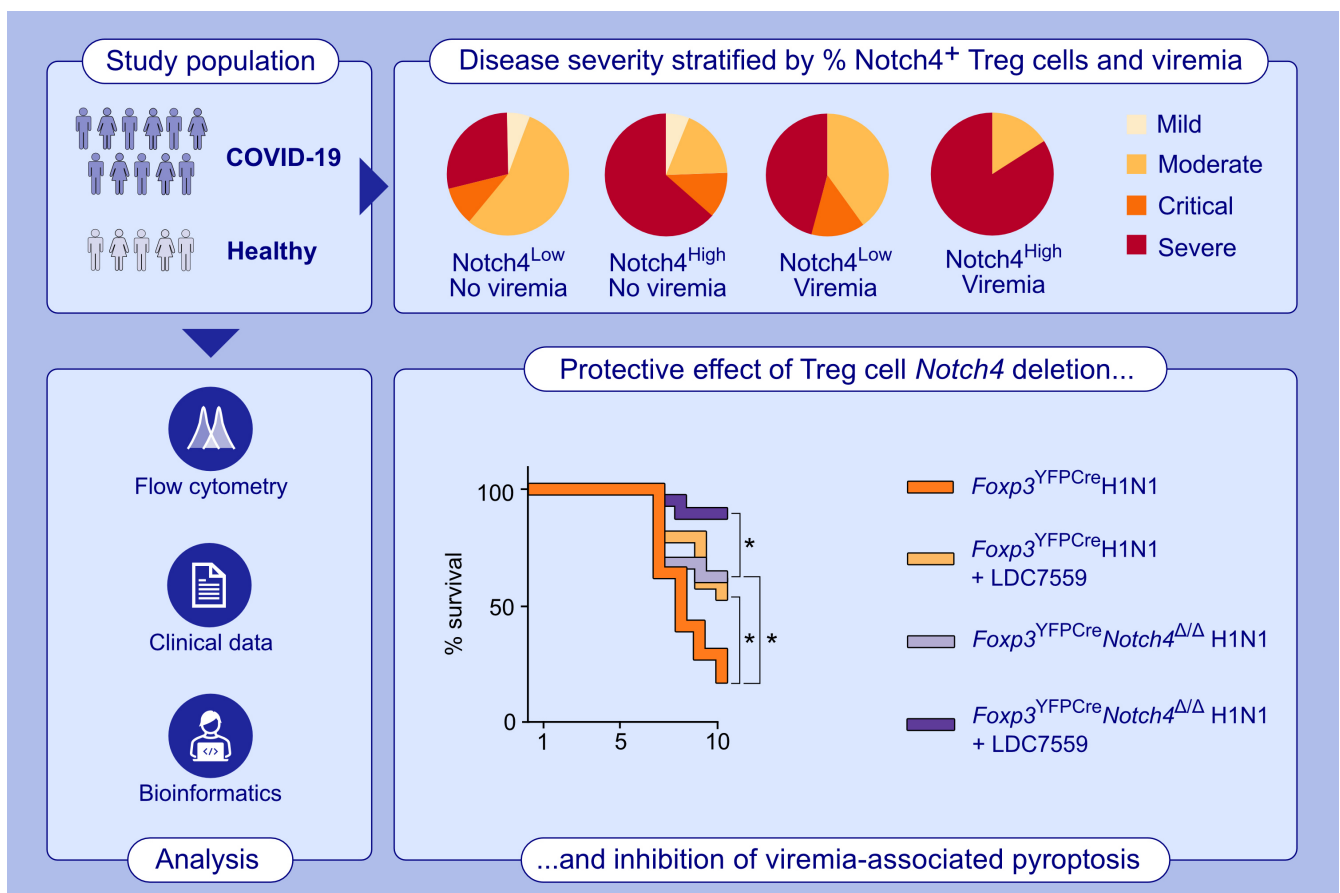 Study population
COVID-19
Healthy
Disease severity stratified by % Notch4+ Treg cells and viremia
Notch4Low
No viremia
Notch4High
No viremia
Notch4Low
Viremia
Notch4High
Viremia
Mild
Moderate
Critical
Severe
Flow cytometry
Clinical data
</>
Bioinformatics
Analysis
Protective effect of Treg cell Notch4 deletion...
% survival
100
50
0
1 5 10
*
* *
Foxp3YFPCreH1N1
Foxp3YFPCreH1N1
+ LDC7559
Foxp3YFPCreNotch4Δ/Δ H1N1
Foxp3YFPCreNotch4Δ/Δ H1N1
+ LDC7559
...and inhibition of viremia-associated pyroptosis